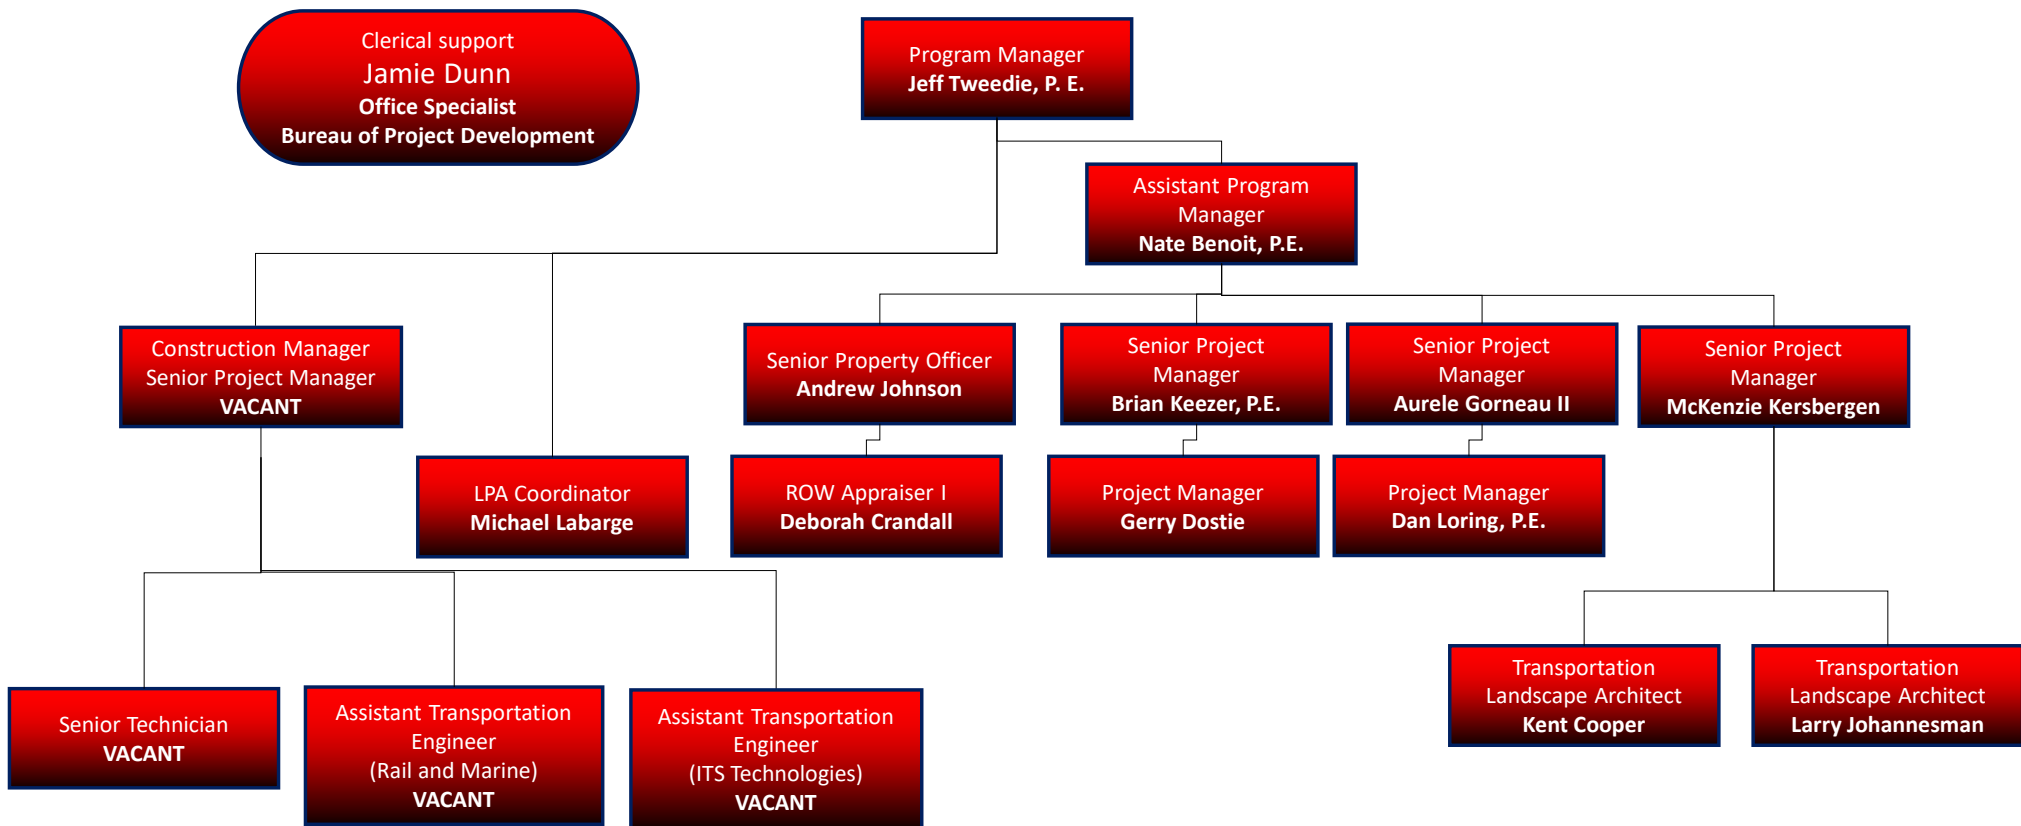 Clerical support
Jamie Dunn
Office Specialist
Bureau of Project Development
Program Manager
Jeff Tweedie, P. E.
Assistant Program
Manager
Nate Benoit, P.E.
Construction Manager
Senior Project Manager
VACANT
Senior Property Officer
Andrew Johnson
Senior Project
Manager
Brian Keezer, P.E.
Senior Project
Manager
Aurele Gorneau II
Senior Project
Manager
McKenzie Kersbergen
LPA Coordinator
Michael Labarge
ROW Appraiser I
Deborah Crandall
Project Manager
Gerry Dostie
Project Manager
Dan Loring, P.E.
Senior Technician
VACANT
Assistant Transportation
Engineer
(Rail and Marine)
VACANT
Assistant Transportation
Engineer
(ITS Technologies)
VACANT
Transportation
Landscape Architect
Kent Cooper
Transportation
Landscape Architect
Larry Johannesman